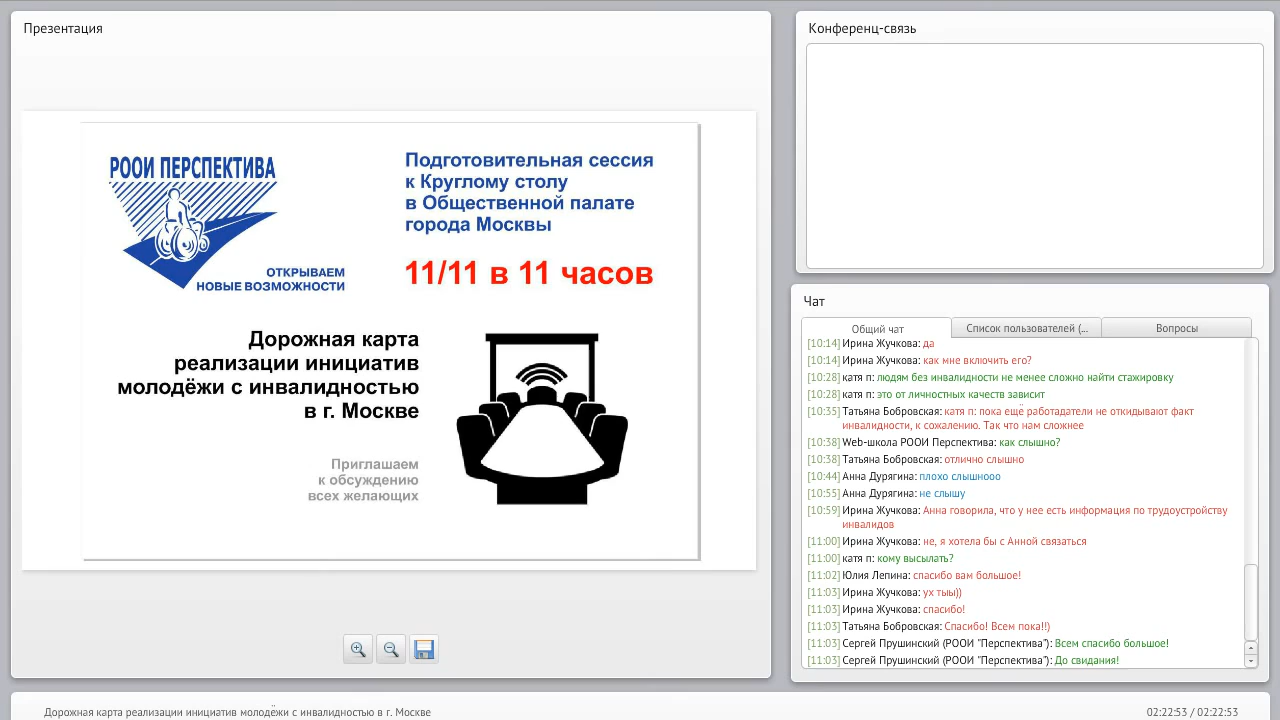 Презентация
РООИ ПЕРСПЕКТИВА
ОТКРЫВАЕМ
НОВЫЕ ВОЗМОЖНОСТИ
Подготовительная сессия
к Круглому столу
в Общественной палате
города Москвы
11/11 в 11 часов
Дорожная карта
реализации инициатив
молодёжи с инвалидностью
в г. Москве
Приглашаем
к обсуждению
всех желающих
Конференц-связь
Чат
Общий чат
Список пользователей (...
Вопросы
[10:14] Ирина Жучкова: да
[10:14] Ирина Жучкова: как мне включить его?
[10:28] катя п: людям без инвалидности не менее сложно найти стажировку
[10:28] катя п: это от личностных качеств зависит
[10:35] Татьяна Бобровская: катя п: пока ещё работадатели не откидывают факт
инвалидности, к сожалению. Так что нам сложнее
[10:38] Web-школа РООИ Перспектива: как слышно?
[10:38] Татьяна Бобровская: отлично слышно
[10:44] Анна Дурягина: плохо слышнооо
[10:55] Анна Дурягина: не слышу
[10:59] Ирина Жучкова: Анна говорила, что у нее есть информация по трудоустройству
инвалидов
[11:00] Ирина Жучкова: не, я хотела бы с Анной связаться
[11:00] катя п: кому высылать?
[11:02] Юлия Лепина: спасибо вам большое!
[11:03] Ирина Жучкова: ух тыы))
[11:03] Ирина Жучкова: спасибо!
[11:03] Татьяна Бобровская: Спасибо! Всем пока!!)
[11:03] Сергей Прушинский (РООИ "Перспектива"): Всем спасибо большое!
[11:03] Сергей Прушинский (РООИ "Перспектива"): До свидания!
Дорожная карта реализации инициатив молодёжи с инвалидностью в г. Москве
02:22:53 / 02:22:53